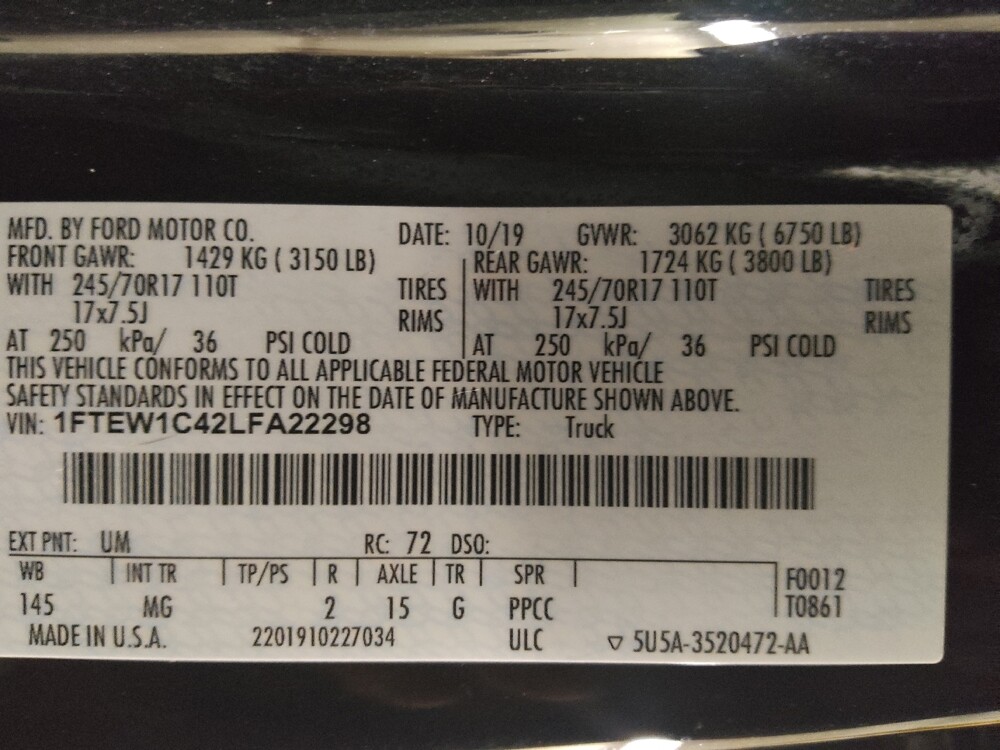 MFD. BY FORD MOTOR CO. DATE: 10/19 GVWR: 3062 KG ( 6750 LB)
FRONT GAWR: 1429 KG ( 3150 LB) REAR GAWR: 1724 KG ( 3800 LB)
WITH 245/70R17 110T TIRES WITH 245/70R17 110T TIRES
17x7.5J RIMS 17x7.5J RIMS
AT 250 kPa/ 36 PSI COLD AT 250 kPa/ 36 PSI COLD
THIS VEHICLE CONFORMS TO ALL APPLICABLE FEDERAL MOTOR VEHICLE
SAFETY STANDARDS IN EFFECT ON THE DATE OF MANUFACTURE SHOWN ABOVE.
VIN: 1FTEW1C42LFA22298 TYPE: Truck
EXT PNT: UM RC: 72 DSO:
WB INT TR TP/PS R AXLE TR SPR F0012
145 MG 2 15 G PPCC T0861
MADE IN U.S.A. 2201910227034 ULC ▽ 5U5A-3520472-AA